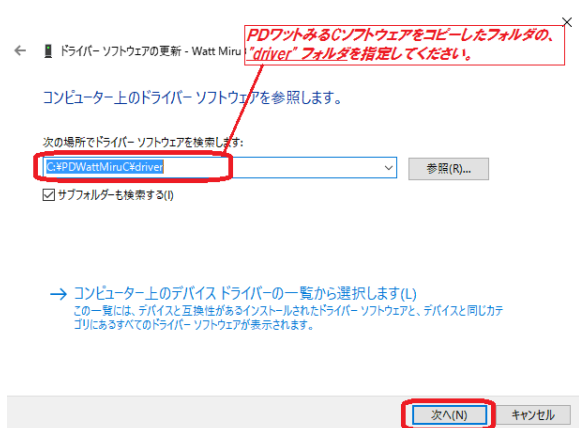 PDワットみるCソフトウェアをコピーしたフォルダの、
"driver" フォルダを指定してください。
← ドライバー ソフトウェアの更新 - Watt Miru
コンピューター上のドライバー ソフトウェアを参照します。
次の場所でドライバー ソフトウェアを検索します:
C:¥PDWattMiruC¥driver
参照(R)...
サブフォルダーも検索する(I)
→ コンピューター上のデバイス ドライバーの一覧から選択します(L)
この一覧には、デバイスと互換性があるインストールされたドライバー ソフトウェアと、デバイスと同じカテ
ゴリにあるすべてのドライバー ソフトウェアが表示されます。
次へ(N)
キャンセル